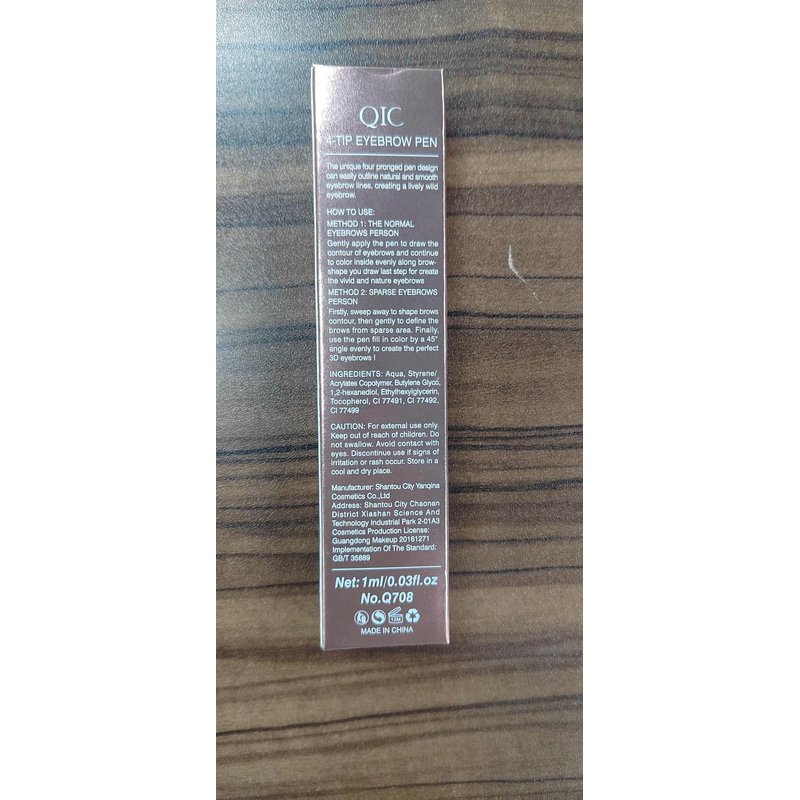 QIC
4-TIP EYEBROW PEN
The unique four pronged pen design
can easily outline natural and smooth
eyebrow lines, creating a lively wild
eyebrow.
HOW TO USE:
METHOD 1: THE NORMAL
EYEBROWS PERSON
Gently apply the pen to draw the
contour of eyebrows and continue
to color inside evenly along brow-
shape you draw last step for create
the vivid and nature eyebrows
METHOD 2: SPARSE EYEBROWS
PERSON
Firstly, sweep away to shape brows
contour, then gently to define the
brows from sparse area. Finally,
use the pen fill in color by a 45°
angle evenly to create the perfect
3D eyebrows !
INGREDIENTS: Aqua, Styrene/
Acrylates Copolymer, Butylene Glyco,
1,2-hexanediol, Ethylhexylglycerin,
Tocopherol, CI 77491, CI 77492,
CI 77499
CAUTION: For external use only.
Keep out of reach of children. Do
not swallow. Avoid contact with
eyes. Discontinue use if signs of
irritation or rash occur. Store in a
cool and dry place.
Manufacturer: Shantou City Yanqina
Cosmetics Co.,Ltd
Address: Shantou City Chaonan
District Xiashan Science And
Technology Industrial Park 2-01A3
Cosmetics Production License:
Guangdong Makeup 20161271
Implementation Of The Standard:
GB/T 35889
Net: 1ml/0.03fl.oz
No.Q708
12M
MADE IN CHINA